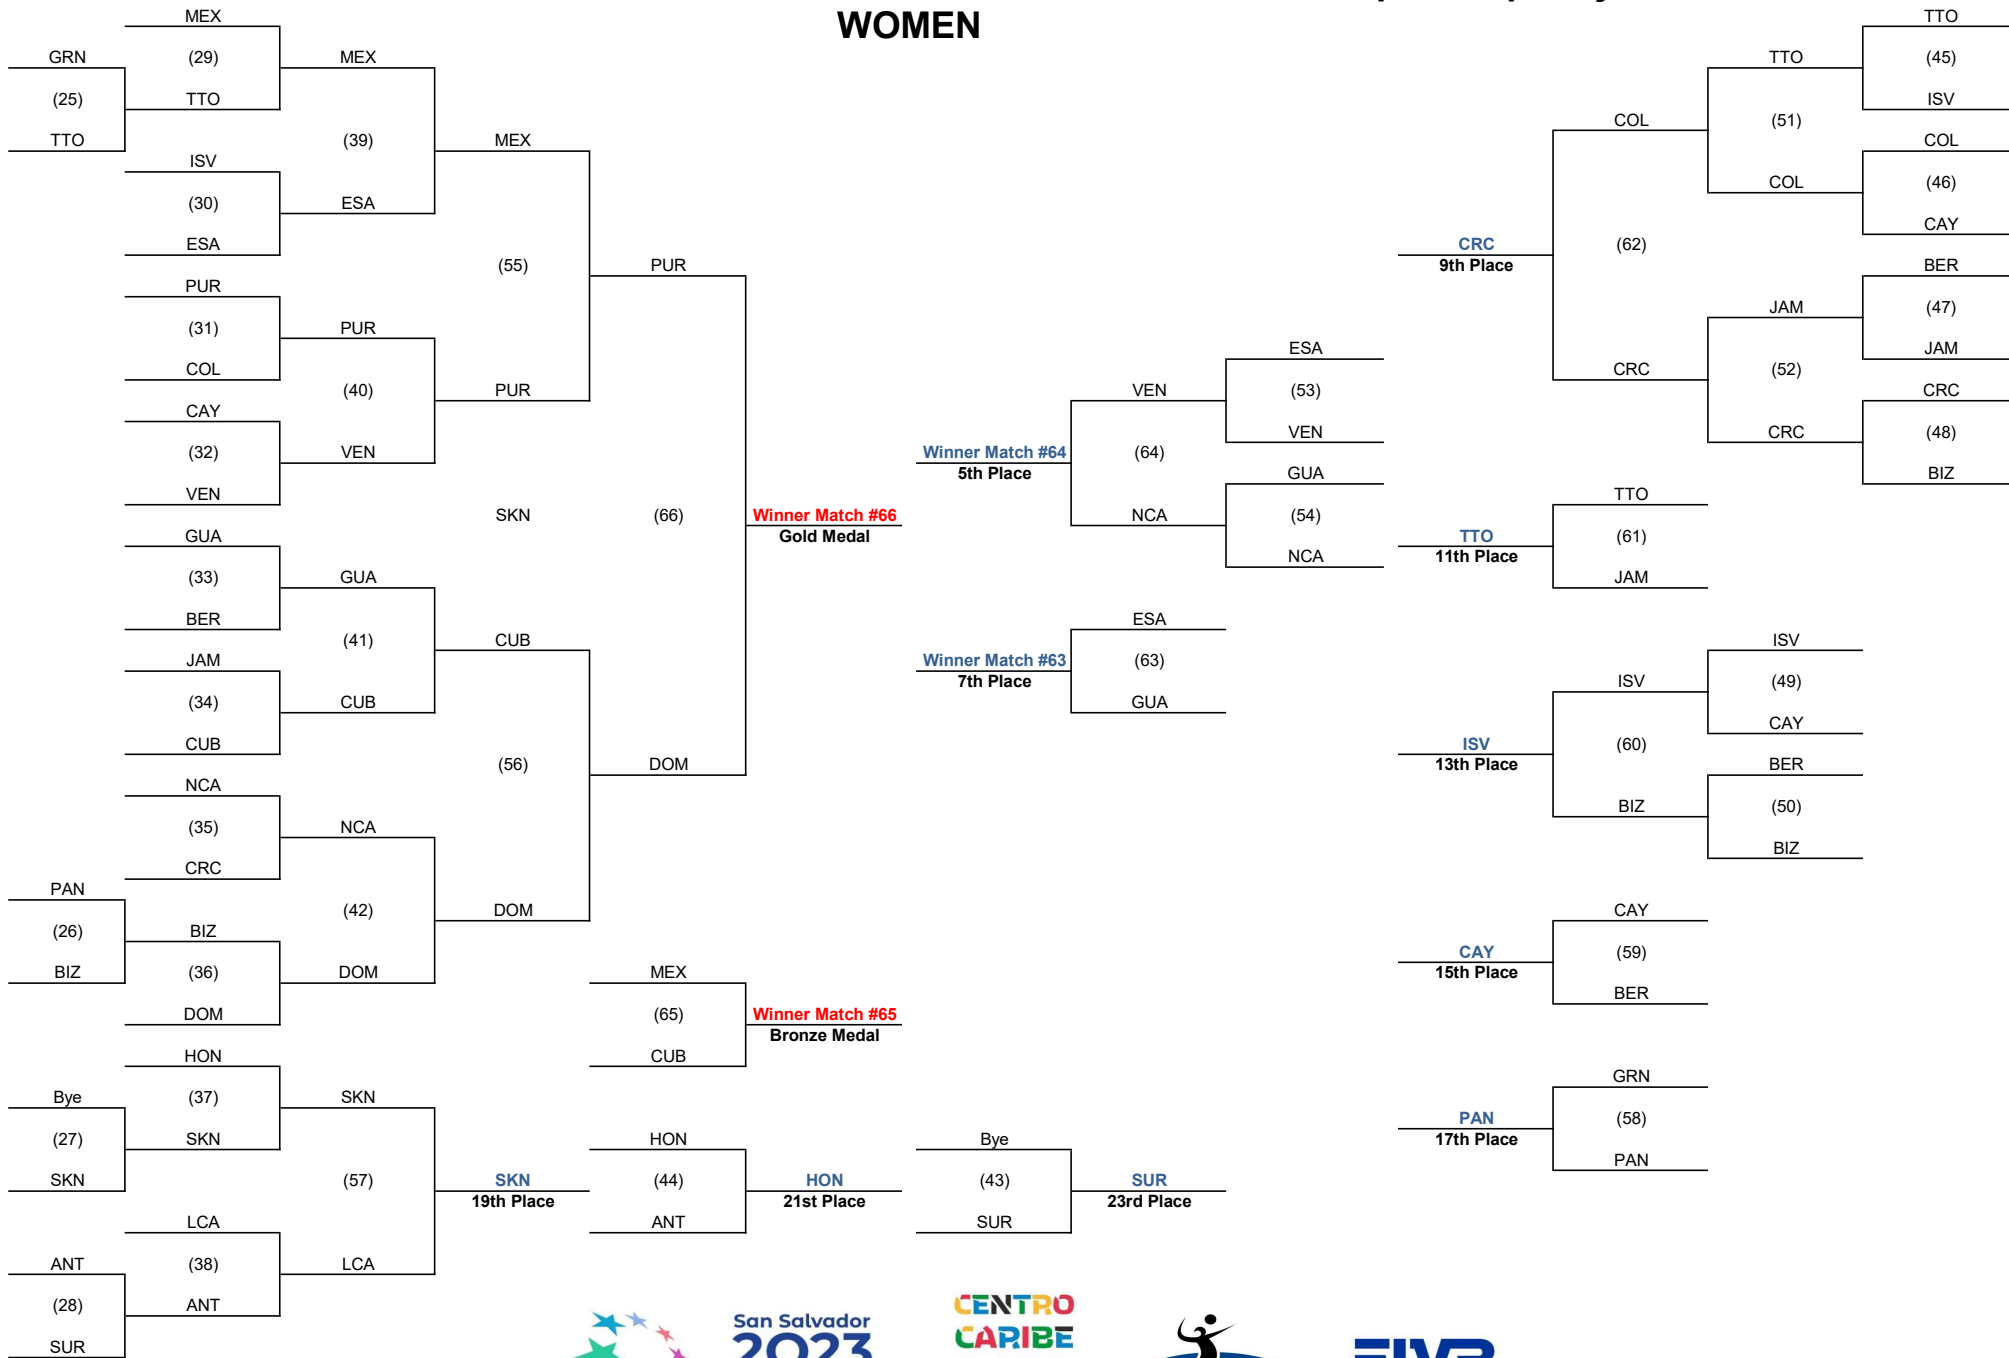 WOMEN
MEX
GRN
(29)
MEX
(25)
TTO
TTO
(39)
MEX
ISV
(30)
ESA
ESA
(55)
PUR
PUR
(31)
PUR
COL
(40)
PUR
CAY
(32)
VEN
VEN
SKN
(66)
Winner Match #66
Gold Medal
GUA
(33)
GUA
BER
(41)
CUB
JAM
(34)
CUB
CUB
(56)
DOM
NCA
(35)
NCA
CRC
PAN
(42)
DOM
(26)
BIZ
BIZ
(36)
DOM
DOM
MEX
(65)
Winner Match #65
Bronze Medal
CUB
HON
Bye
(37)
SKN
(27)
SKN
SKN
(57)
SKN
19th Place
LCA
ANT
(38)
LCA
(28)
ANT
SUR
HON
(44)
HON
21st Place
ANT
Bye
(43)
SUR
23rd Place
SUR
ESA
VEN
(53)
VEN
Winner Match #64
5th Place
(64)
GUA
NCA
(54)
NCA
ESA
Winner Match #63
7th Place
(63)
GUA
TTO
TTO
(45)
ISV
COL
(51)
COL
COL
(46)
CAY
CRC
9th Place
(62)
BER
JAM
(47)
JAM
CRC
(52)
CRC
CRC
(48)
BIZ
TTO
TTO
11th Place
(61)
JAM
ISV
ISV
(49)
CAY
ISV
13th Place
(60)
BER
BIZ
(50)
BIZ
CAY
CAY
15th Place
(59)
BER
GRN
PAN
17th Place
(58)
PAN
San Salvador
2023
CENTRO
CARIBE
FIVB